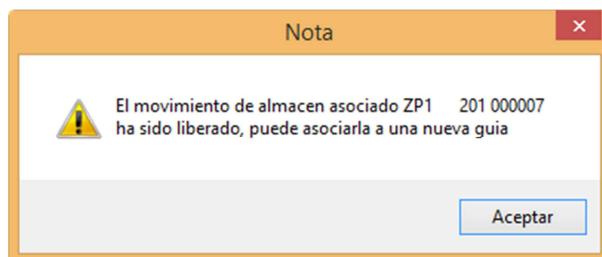 Nota
El movimiento de almacen asociado ZP1 201 000007
ha sido liberado, puede asociarla a una nueva guia
Aceptar